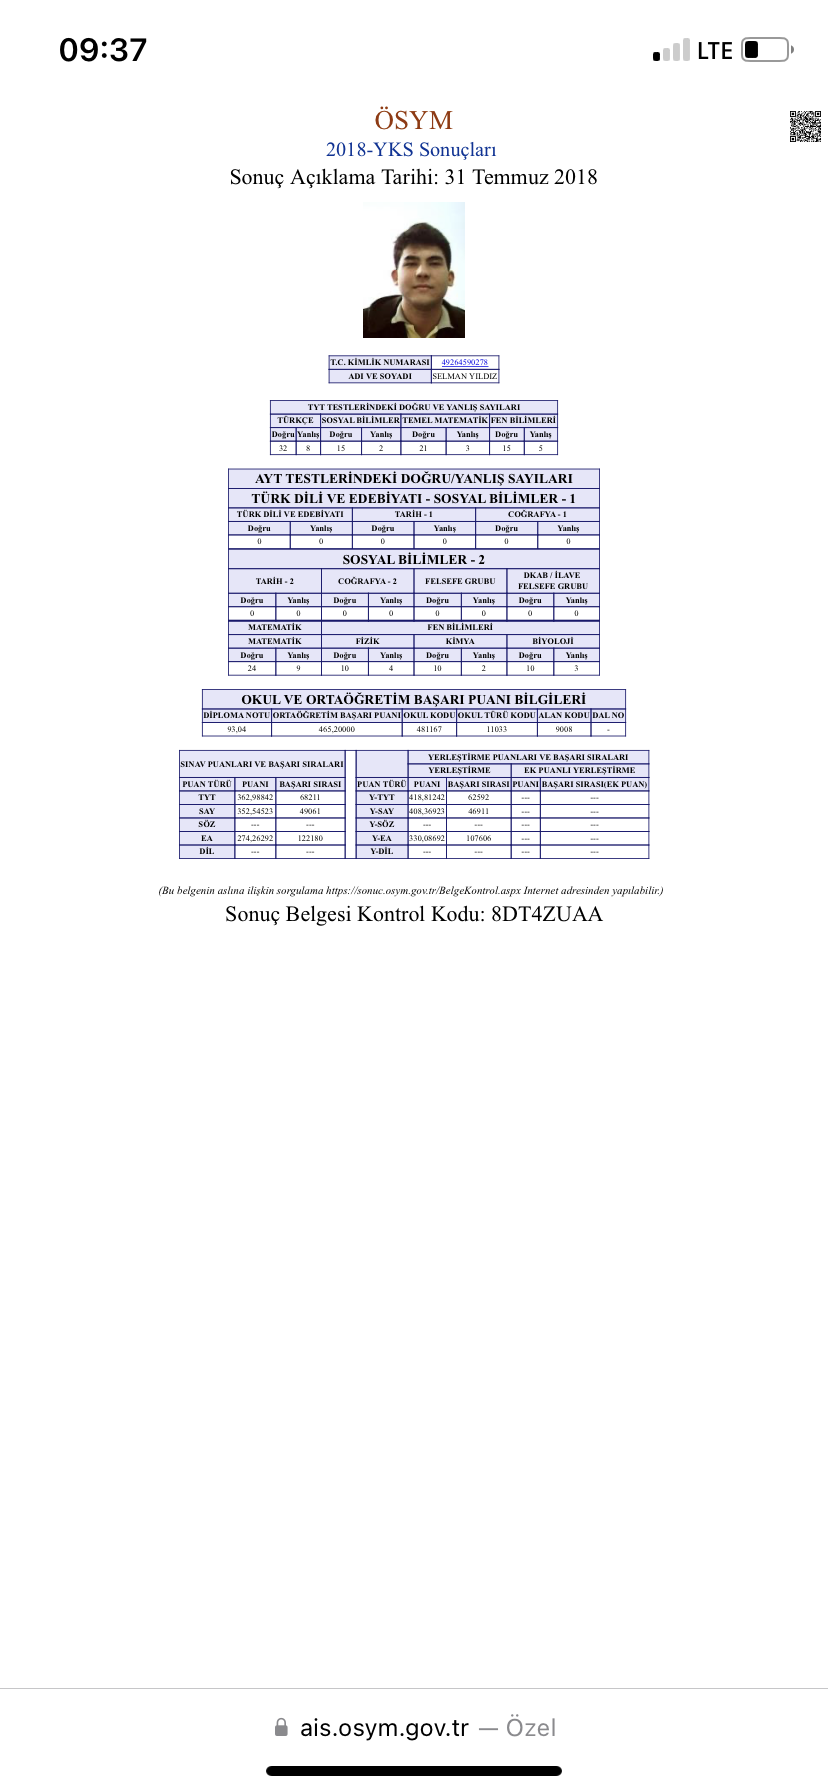 09:37
LTE
ÖSYM
2018-YKS Sonuçları
Sonuç Açıklama Tarihi: 31 Temmuz 2018
T.C. KİMLİK NUMARASI 49264590278
ADI VE SOYADI SELMAN YILDIZ
TYT TESTLERİNDEKİ DOĞRU VE YANLIŞ SAYILARI
TÜRKÇE SOSYAL BİLİMLER TEMEL MATEMATİK FEN BİLİMLERİ
Doğru Yanlış Doğru Yanlış Doğru Yanlış Doğru Yanlış
32 8 15 2 21 3 15 5
AYT TESTLERİNDEKİ DOĞRU/YANLIŞ SAYILARI
TÜRK DİLİ VE EDEBİYATI - SOSYAL BİLİMLER - 1
TÜRK DİLİ VE EDEBİYATI TARİH - 1 COĞRAFYA - 1
Doğru Yanlış Doğru Yanlış Doğru Yanlış
0 0 0 0 0 0
SOSYAL BİLİMLER - 2
TARİH - 2 COĞRAFYA - 2 FELSEFE GRUBU DKAB / İLAVE
FELSEFE GRUBU
Doğru Yanlış Doğru Yanlış Doğru Yanlış Doğru Yanlış
0 0 0 0 0 0 0 0
MATEMATİK FEN BİLİMLERİ
MATEMATİK FİZİK KİMYA BİYOLOJİ
Doğru Yanlış Doğru Yanlış Doğru Yanlış Doğru Yanlış
24 9 10 4 10 2 10 3
OKUL VE ORTAÖĞRETİM BAŞARI PUANI BİLGİLERİ
DİPLOMA NOTU ORTAÖĞRETİM BAŞARI PUANI OKUL KODU OKUL TÜRÜ KODU ALAN KODU DAL NO
93,04 465,20000 481167 11033 9008 -
SINAV PUANLARI VE BAŞARI SIRALARI YERLEŞTİRME PUANLARI VE BAŞARI SIRALARI
YERLEŞTİRME EK PUANLI YERLEŞTİRME
PUAN TÜRÜ PUANI BAŞARI SIRASI PUAN TÜRÜ PUANI BAŞARI SIRASI PUANI BAŞARI SIRASI(EK PUAN)
TYT 362,98842 68211 Y-TYT 418,81242 62592 --- ---
SAY 352,54523 49061 Y-SAY 408,36923 46911 --- ---
SÖZ --- --- Y-SÖZ --- --- --- ---
EA 274,26292 122180 Y-EA 330,08692 107606 --- ---
DİL --- --- Y-DİL --- --- --- ---
(Bu belgenin aslına ilişkin sorgulama https://sonuc.osym.gov.tr/BelgeKontrol.aspx Internet adresinden yapılabilir.)
Sonuç Belgesi Kontrol Kodu: 8DT4ZUAA
ais.osym.gov.tr — Özel